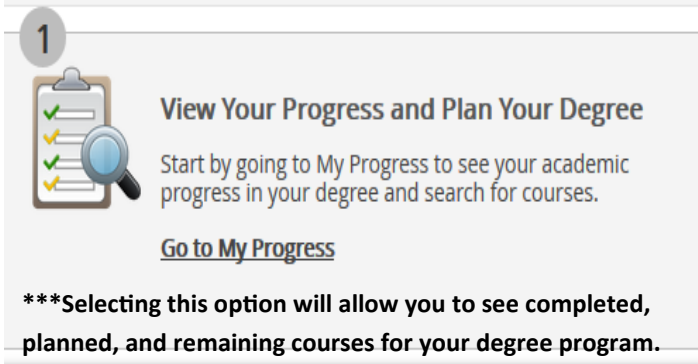 1
View Your Progress and Plan Your Degree
Start by going to My Progress to see your academic
progress in your degree and search for courses.
Go to My Progress
***Selecting this option will allow you to see completed,
planned, and remaining courses for your degree program.